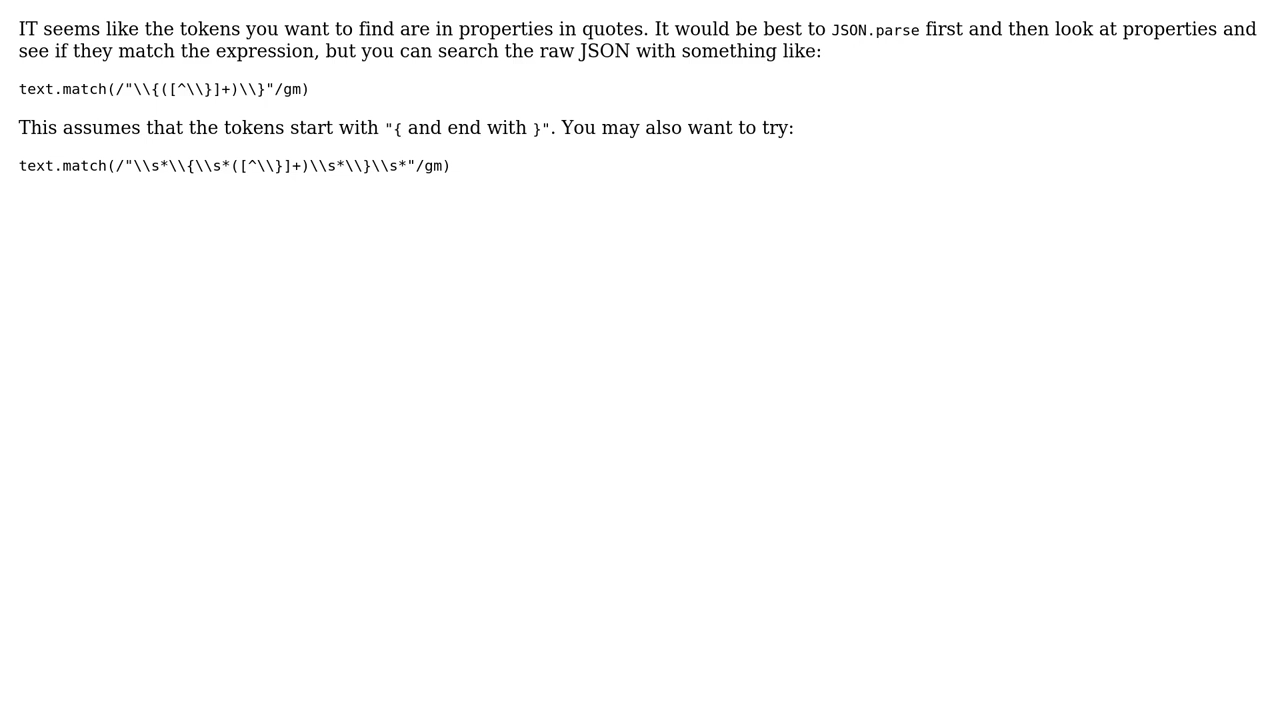 IT seems like the tokens you want to find are in properties in quotes. It would be best to JSON.parse first and then look at properties and
see if they match the expression, but you can search the raw JSON with something like:
text.match(/"\\{([^\\}]+)\\}"/gm)
This assumes that the tokens start with "{ and end with }". You may also want to try:
text.match(/"\\s*\\{\\s*([^\\}]+)\\s*\\}\\s*"/gm)